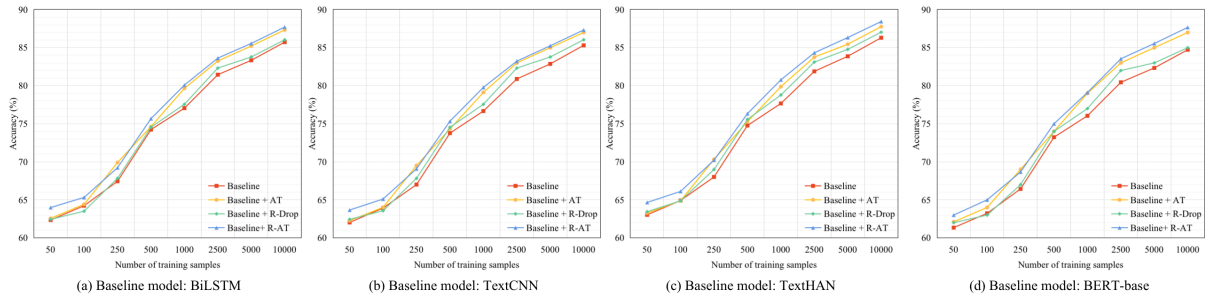 90
85
80
75
70
65
60
Accuracy (%)
50 100 250 500 1000 2500 5000 10000
Number of training samples
Baseline
Baseline + AT
Baseline + R-Drop
Baseline+ R-AT
(a) Baseline model: BiLSTM
90
85
80
75
70
65
60
Accuracy (%)
50 100 250 500 1000 2500 5000 10000
Number of training samples
Baseline
Baseline + AT
Baseline + R-Drop
Baseline + R-AT
(b) Baseline model: TextCNN
90
85
80
75
70
65
60
Accuracy (%)
50 100 250 500 1000 2500 5000 10000
Number of training samples
Baseline
Baseline + AT
Baseline + R-Drop
Baseline + R-AT
(c) Baseline model: TextHAN
90
85
80
75
70
65
60
Accuracy (%)
50 100 250 500 1000 2500 5000 10000
Number of training samples
Baseline
Baseline + AT
Baseline + R-Drop
Baseline + R-AT
(d) Baseline model: BERT-base